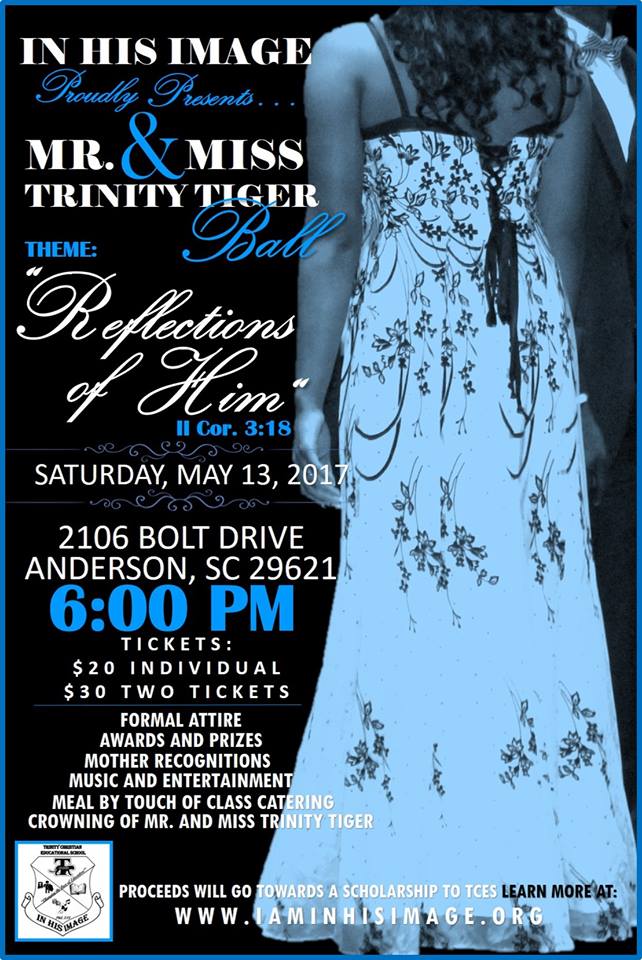 IN HIS IMAGE
Proudly Presents . . .
MR. & MISS
TRINITY TIGER
Ball
THEME:
"Reflections
of Him"
II Cor. 3:18
SATURDAY, MAY 13, 2017
2106 BOLT DRIVE
ANDERSON, SC 29621
6:00 PM
TICKETS:
$20 INDIVIDUAL
$30 TWO TICKETS
FORMAL ATTIRE
AWARDS AND PRIZES
MOTHER RECOGNITIONS
MUSIC AND ENTERTAINMENT
MEAL BY TOUCH OF CLASS CATERING
CROWNING OF MR. AND MISS TRINITY TIGER
TRINITY CHRISTIAN
EDUCATIONAL SCHOOL
IN HIS IMAGE
PROCEEDS WILL GO TOWARDS A SCHOLARSHIP TO TCES LEARN MORE AT:
WWW.IAMINHISIMAGE.ORG